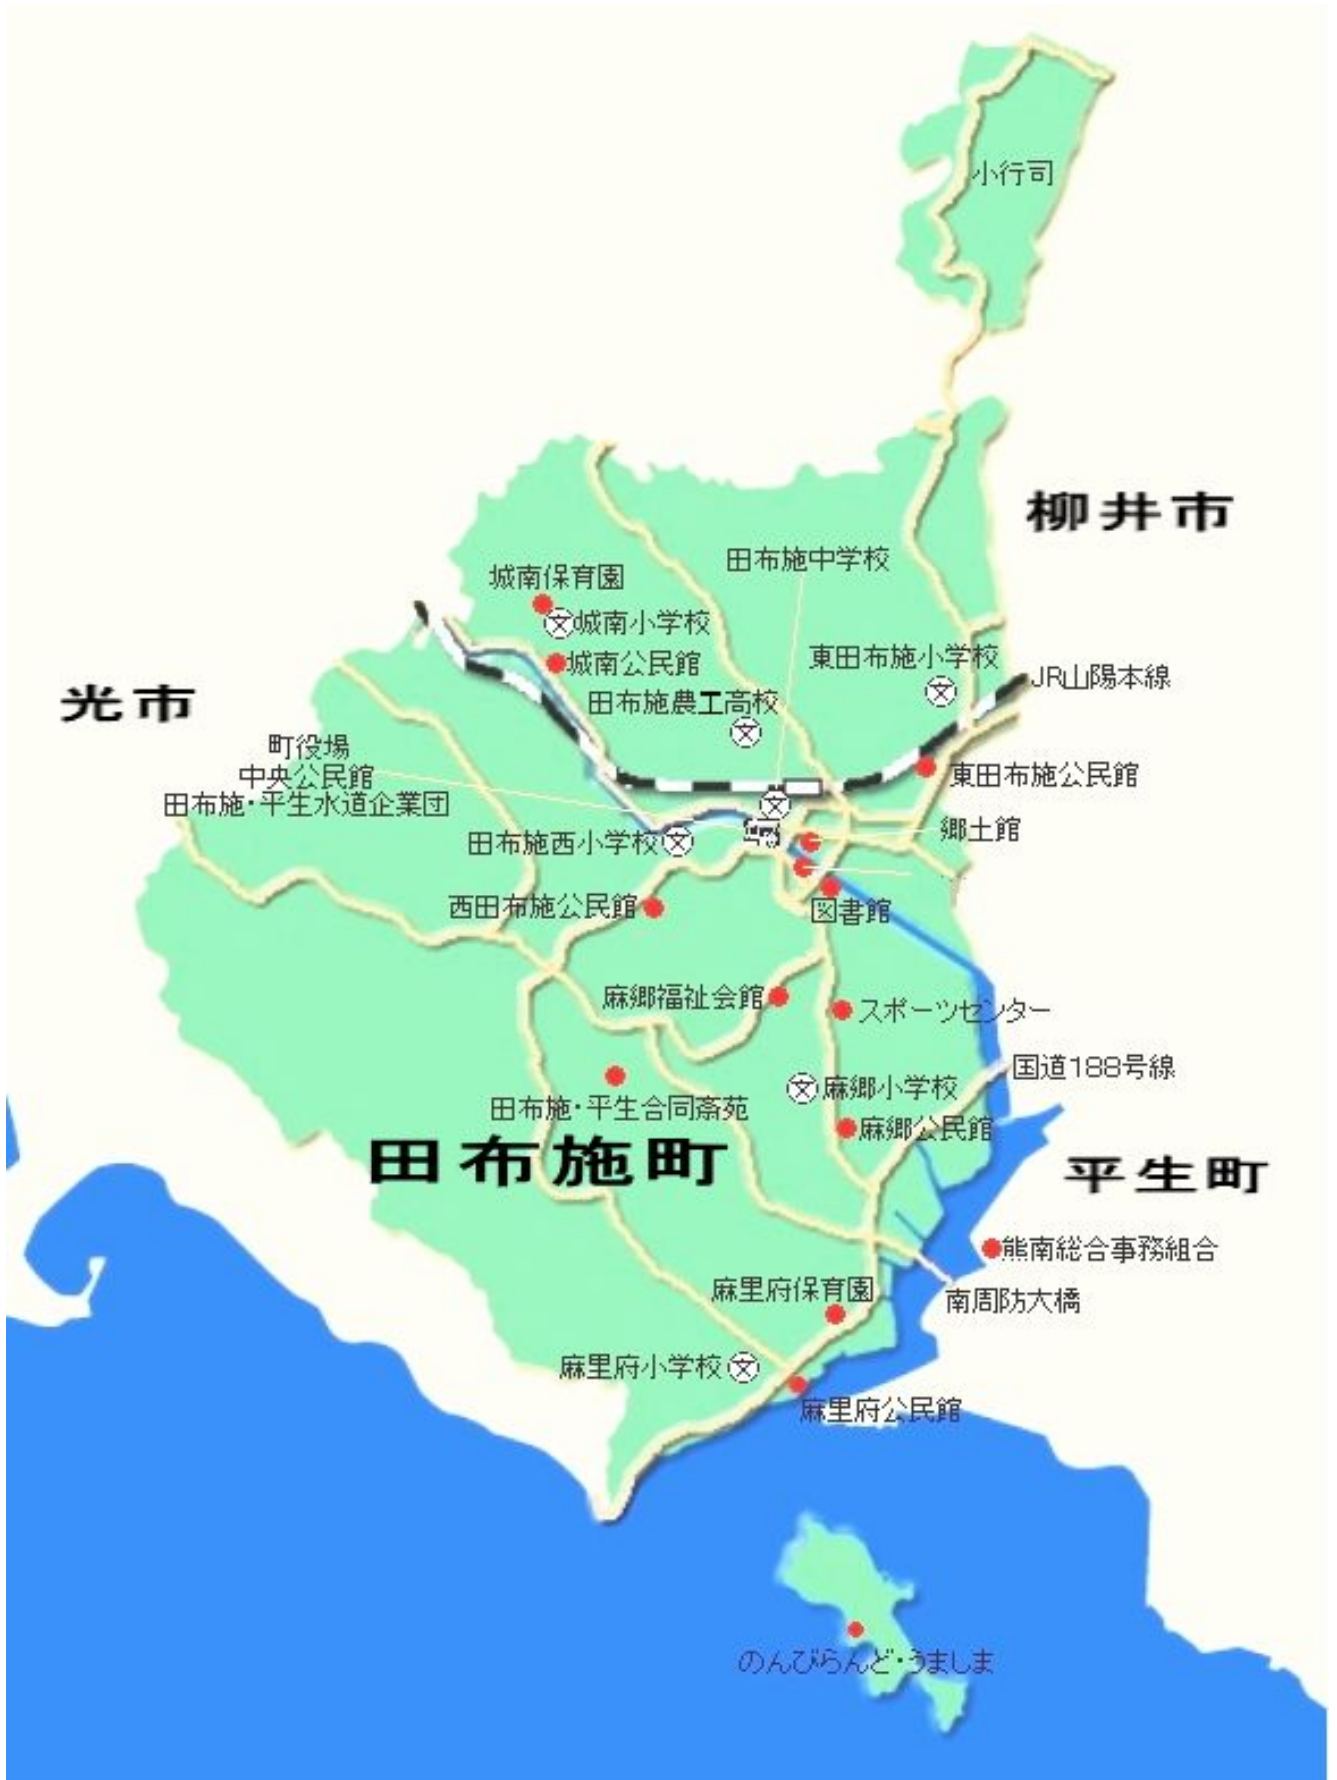 小行司
柳井市
田布施中学校
城南保育園
城南小学校
東田布施小学校
城南公民館
JR山陽本線
田布施農工高校
光市
町役場
中央公民館
東田布施公民館
田布施・平生水道企業団
郷土館
田布施西小学校
西田布施公民館
図書館
麻郷福祉会館
スポーツセンター
国道188号線
麻郷小学校
田布施・平生合同斎苑
麻郷公民館
田布施町
平生町
熊南総合事務組合
麻里府保育園
南周防大橋
麻里府小学校
麻里府公民館
のんびらんど・うましま